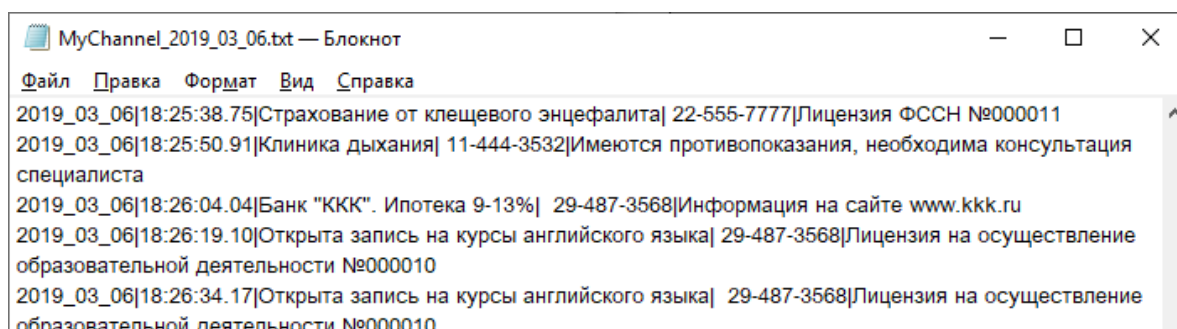 MyChannel_2019_03_06.txt — Блокнот
Файл Правка Формат Вид Справка
2019_03_06|18:25:38.75|Страхование от клещевого энцефалита| 22-555-7777|Лицензия ФССН №000011
2019_03_06|18:25:50.91|Клиника дыхания| 11-444-3532|Имеются противопоказания, необходима консультация
специалиста
2019_03_06|18:26:04.04|Банк "ККК". Ипотека 9-13%|  29-487-3568|Информация на сайте www.kkk.ru
2019_03_06|18:26:19.10|Открыта запись на курсы английского языка| 29-487-3568|Лицензия на осуществление
образовательной деятельности №000010
2019_03_06|18:26:34.17|Открыта запись на курсы английского языка|  29-487-3568|Лицензия на осуществление
образовательной деятельности №000010